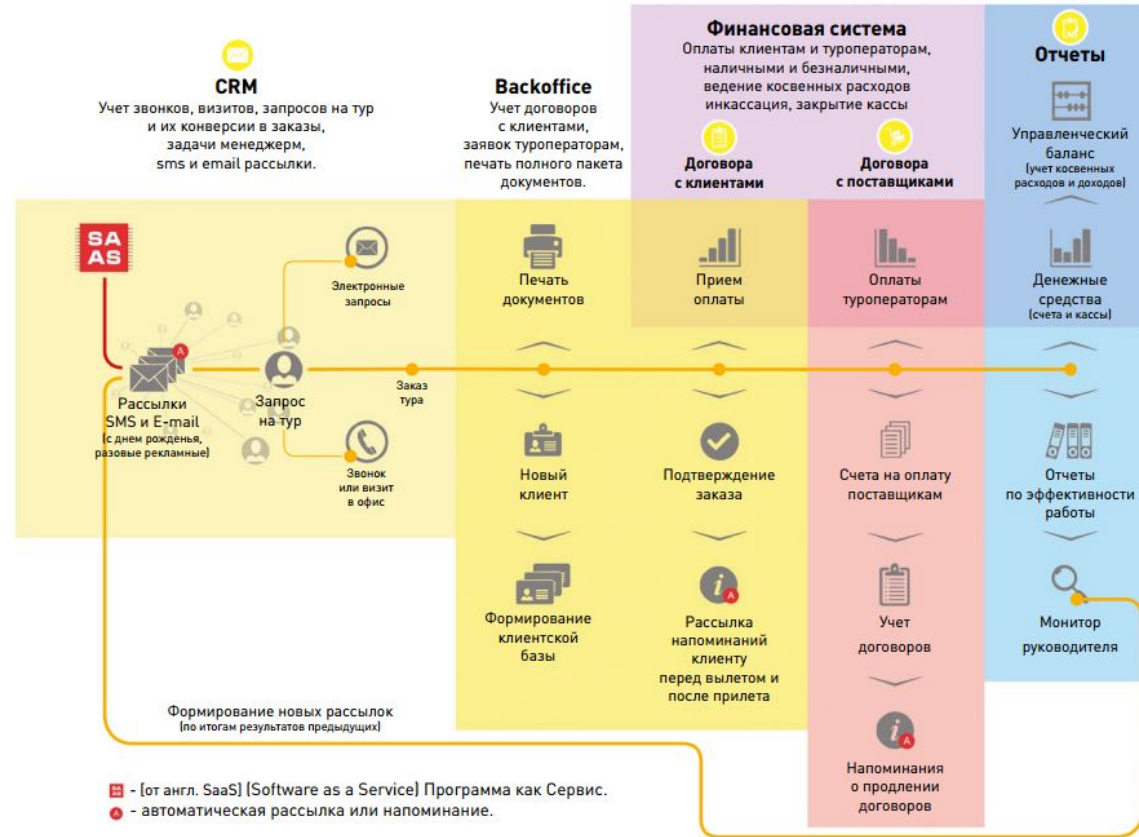 CRM
Учет звонков, визитов, запросов на тур
и их конверсии в заказы,
задачи менеджерм,
sms и email рассылки.
Backoffice
Учет договоров
с клиентами,
заявок туроператорам,
печать полного пакета
документов.
Финансовая система
Оплаты клиентам и туроператорам,
наличными и безналичными,
ведение косвенных расходов
инкассация, закрытие кассы
Договора
с клиентами
Договора
с поставщиками
Отчеты
Управленческий
баланс
(учет косвенных
расходов и доходов)
SA
AS
Электронные
запросы
Печать
документов
Прием
оплаты
Оплаты
туроператорам
Денежные
средства
(счета и кассы)
A
Рассылки
SMS и E-mail
(с днем рожденья,
разовые рекламные)
Запрос
на тур
Заказ
тура
Звонок
или визит
в офис
Новый
клиент
Подтверждение
заказа
Счета на оплату
поставщикам
Отчеты
по эффективности
работы
Формирование
клиентской
базы
i
A
Рассылка
напоминаний
клиенту
перед вылетом и
после прилета
Учет
договоров
Монитор
руководителя
i
A
Напоминания
о продлении
договоров
Формирование новых рассылок
(по итогам результатов предыдущих)
SA
AS
- (от англ. SaaS) (Software as a Service) Программа как Сервис.
A
- автоматическая рассылка или напоминание.